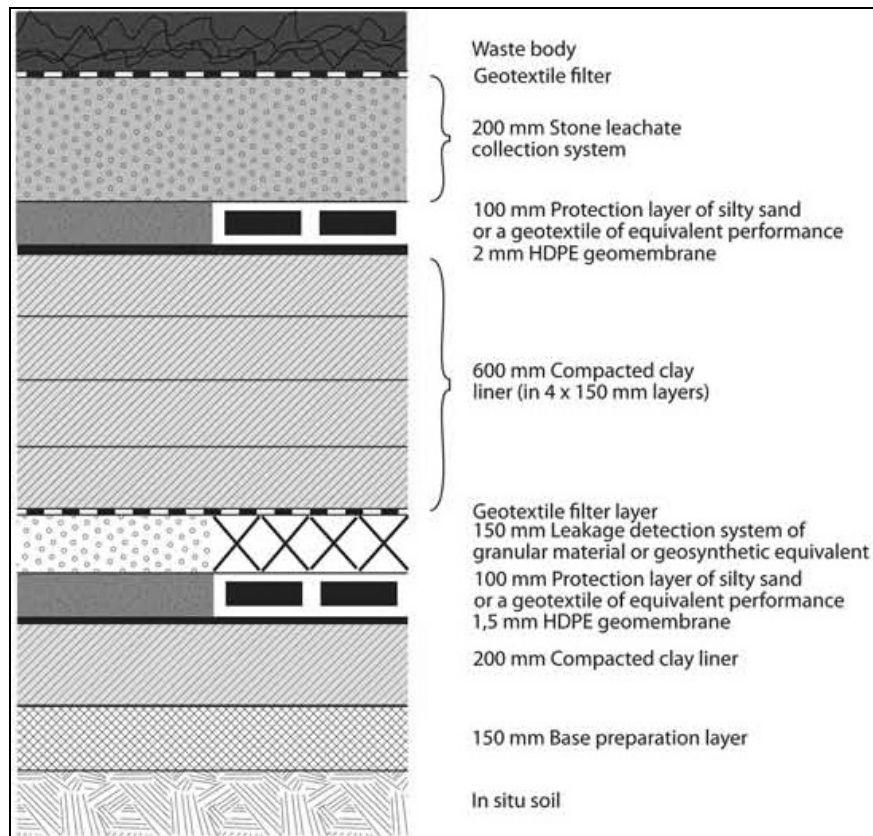 Waste body
Geotextile filter
200 mm Stone leachate
collection system
100 mm Protection layer of silty sand
or a geotextile of equivalent performance
2 mm HDPE geomembrane
600 mm Compacted clay
liner (in 4 x 150 mm layers)
Geotextile filter layer
150 mm Leakage detection system of
granular material or geosynthetic equivalent
100 mm Protection layer of silty sand
or a geotextile of equivalent performance
1,5 mm HDPE geomembrane
200 mm Compacted clay liner
150 mm Base preparation layer
In situ soil